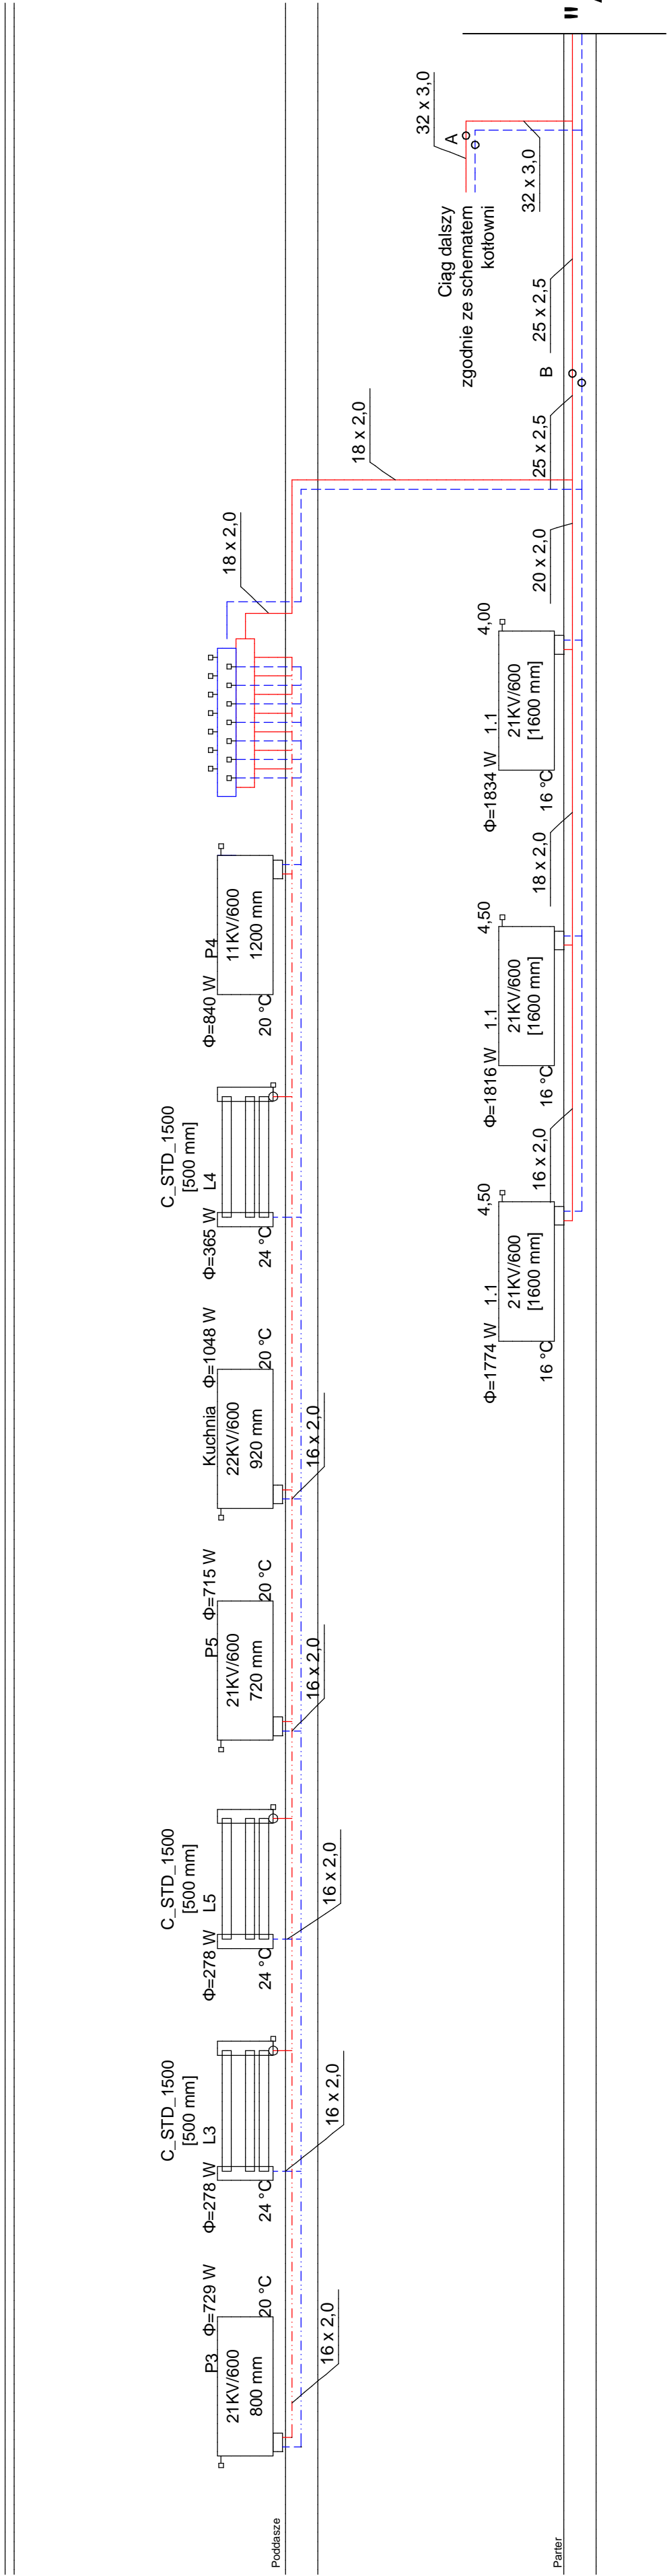 Poddasze
P3
Φ=729 W
21KV/600
800 mm
20 °C
16 x 2,0
C_STD_1500
[500 mm]
Φ=278 W
L3
24 °C
16 x 2,0
C_STD_1500
[500 mm]
Φ=278 W
L5
24 °C
16 x 2,0
P5
Φ=715 W
21KV/600
720 mm
20 °C
16 x 2,0
Kuchnia
Φ=1048 W
22KV/600
920 mm
20 °C
16 x 2,0
C_STD_1500
[500 mm]
Φ=365 W
L4
24 °C
Φ=840 W
P4
11KV/600
1200 mm
20 °C
18 x 2,0
18 x 2,0
Parter
Φ=1774 W
1.1
4,50
21KV/600
[1600 mm]
16 °C
16 x 2,0
Φ=1816 W
1.1
4,50
21KV/600
[1600 mm]
16 °C
18 x 2,0
Φ=1834 W
1.1
4,00
21KV/600
[1600 mm]
16 °C
20 x 2,0
25 x 2,5
B
25 x 2,5
Ciąg dalszy
zgodnie ze schematem
kotłowni
A
32 x 3,0
32 x 3,0